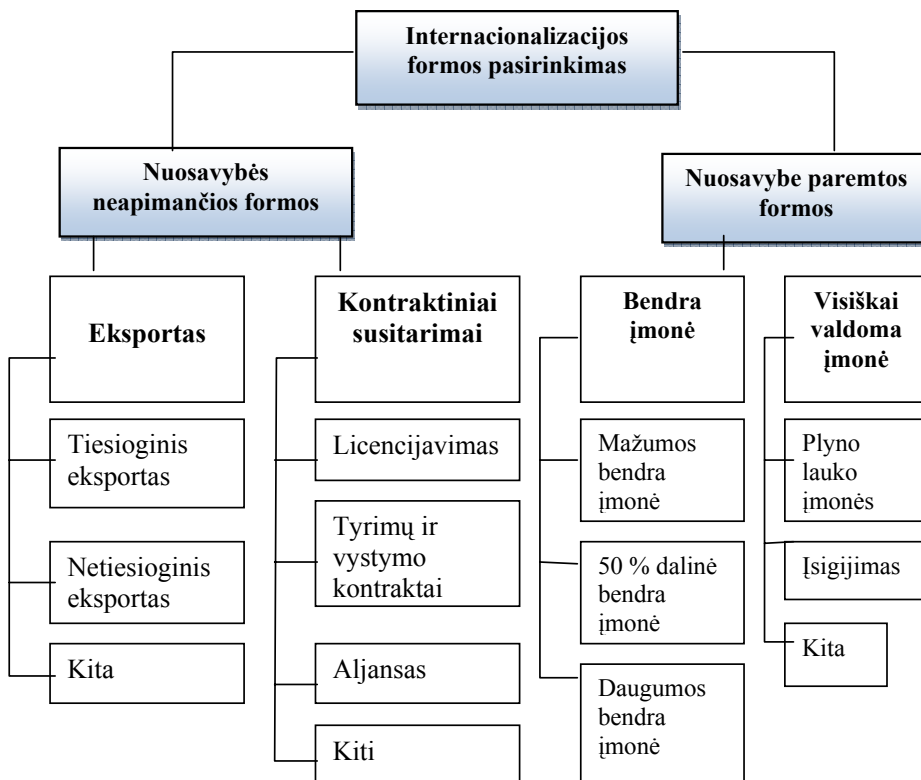 Internacionalizacijos
formos pasirinkimas
Nuosavybės
neapimančios formos
Nuosavybe paremtos
formos
Eksportas
Kontraktiniai
susitarimai
Bendra
įmonė
Visiškai
valdoma
įmonė
Tiesioginis
eksportas
Netiesioginis
eksportas
Kita
Licencijavimas
Tyrimų ir
vystymo
kontraktai
Aljansas
Kiti
Mažumos
bendra
įmonė
50 % dalinė
bendra
įmonė
Daugumos
bendra
įmonė
Plyno
lauko
įmonės
Įsigijimas
Kita